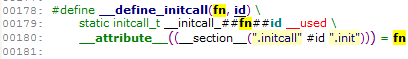 00178: #define __define_initcall(fn, id) \
00179:     static initcall_t __initcall_##fn##id __used \
00180:     __attribute__((__section__(".initcall" #id ".init"))) = fn
00181: